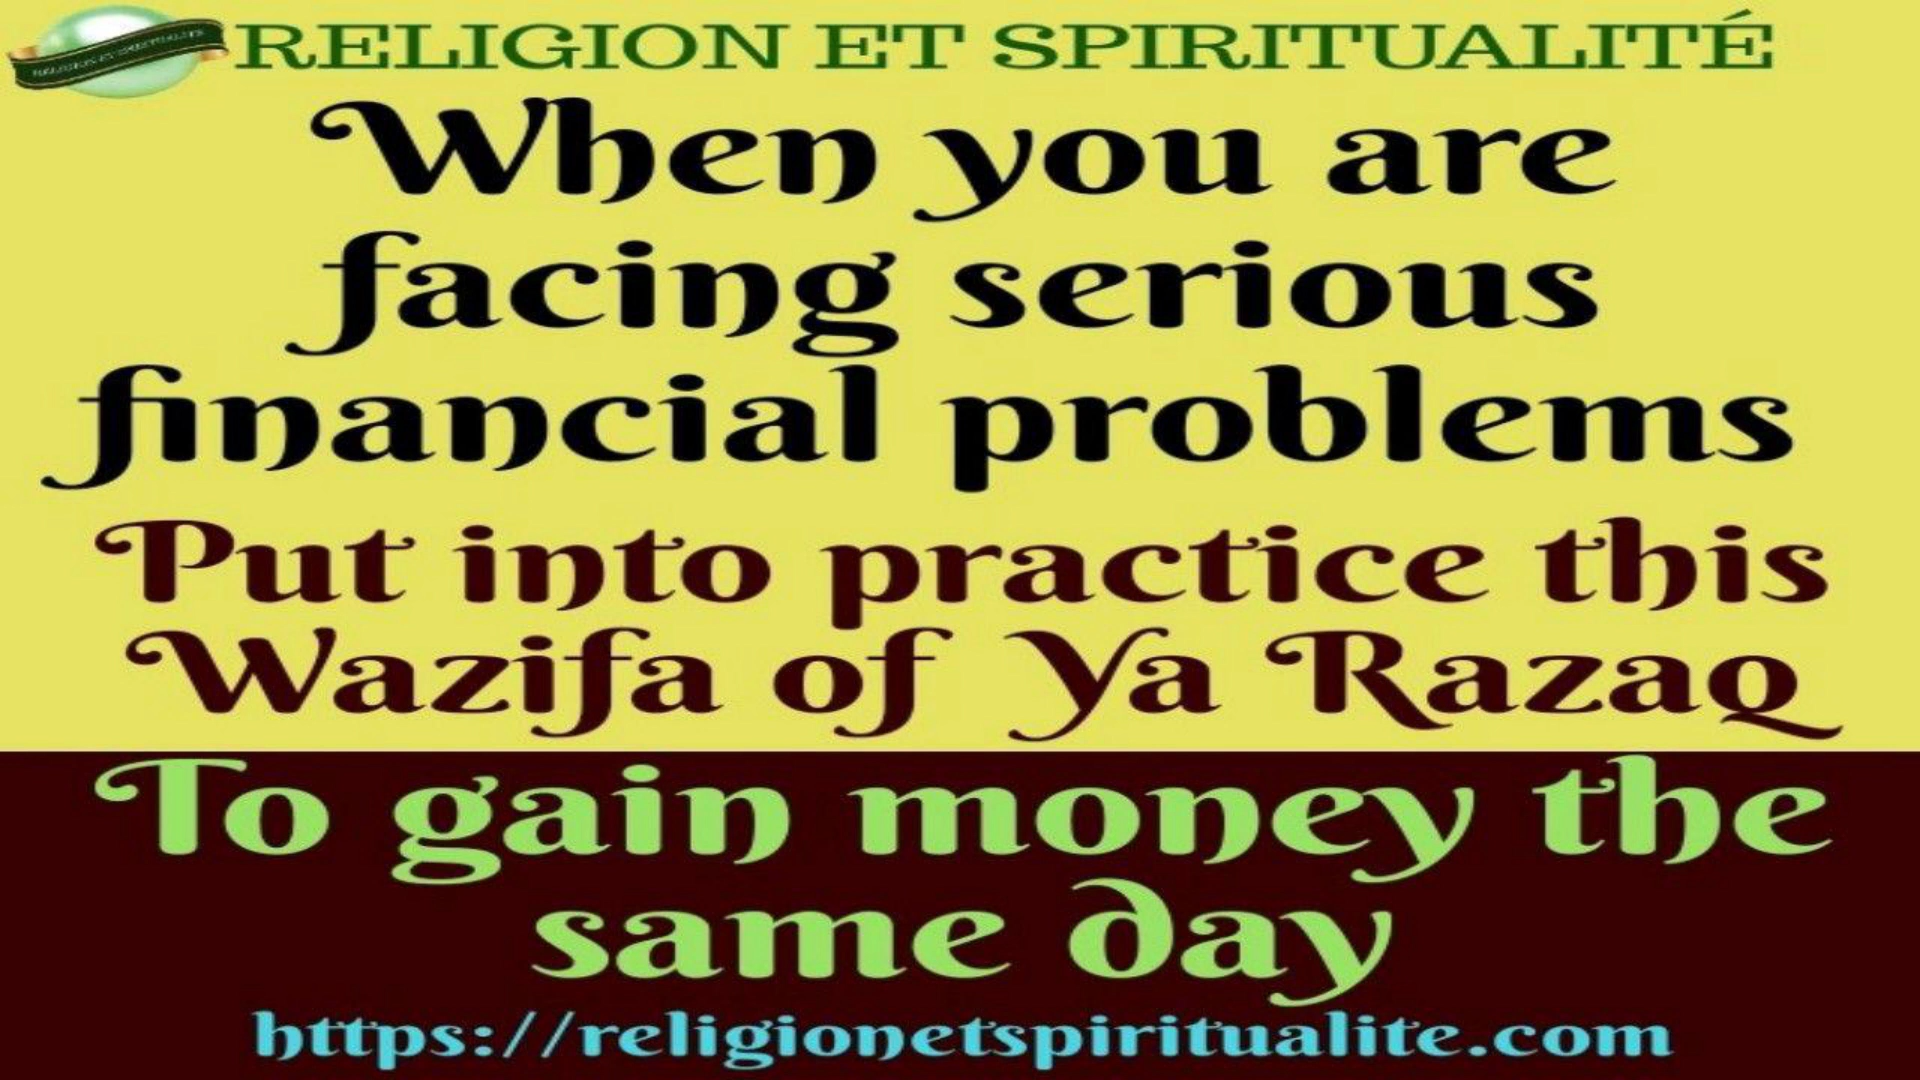 RELIGION ET SPIRITUALITÉ
When you are
facing serious
financial problems
Put into practice this
Wazifa of Ya Razaq
To gain money the
same day
https://religionetspiritualite.com